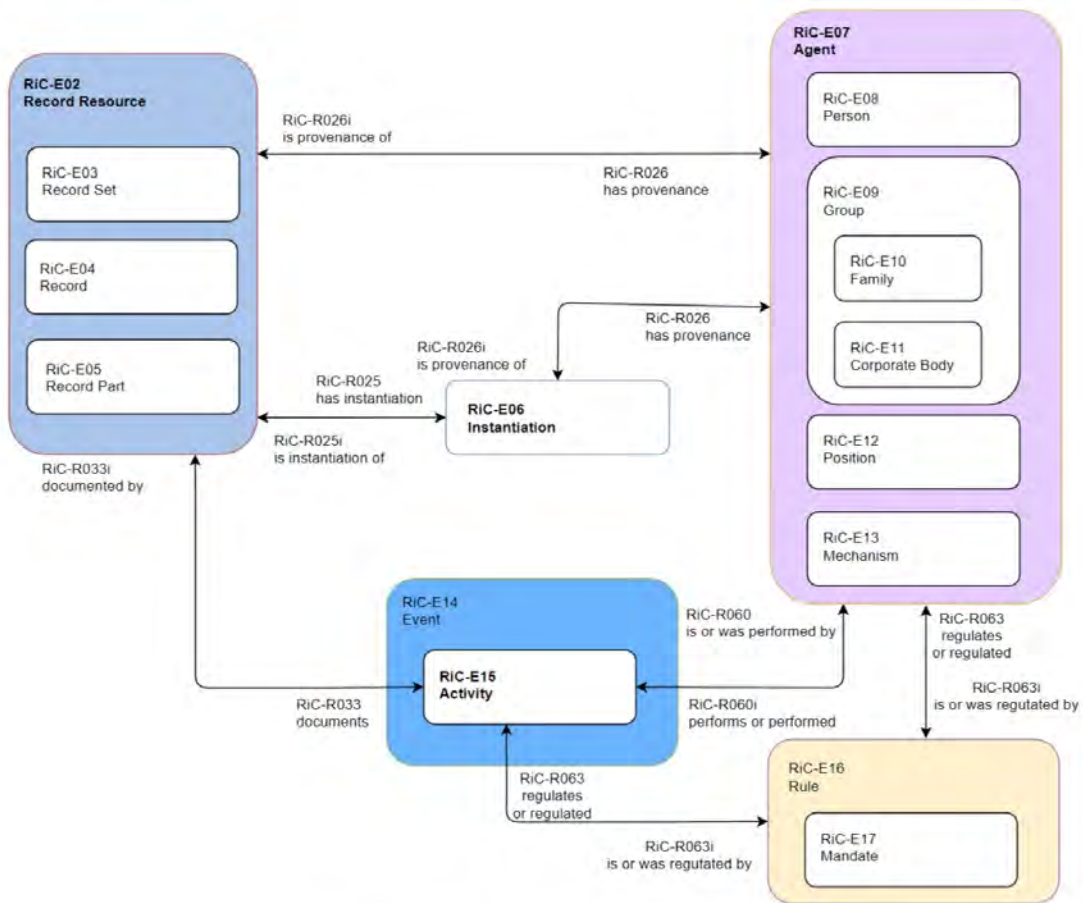 RiC-E07
Agent
RiC-E02
Record Resource
RiC-E08
Person
RiC-R026i
is provenance of
RiC-E03
Record Set
RiC-R026
has provenance
RiC-E09
Group
RiC-E04
Record
RiC-E10
Family
RiC-R026
has provenance
RiC-E11
Corporate Body
RiC-E05
Record Part
RiC-R026i
is provenance of
RiC-R025
has instantiation
RiC-E06
Instantiation
RiC-R025i
is instantiation of
RiC-E12
Position
RiC-R033i
documented by
RiC-E13
Mechanism
RiC-E14
Event
RiC-R060
is or was performed by
RiC-R063
regulates
or regulated
RiC-E15
Activity
RiC-R063i
is or was regutated by
RiC-R033
documents
RiC-R060i
performs or performed
RiC-E16
Rule
RiC-R063
regulates
or regulated
RiC-E17
Mandate
RiC-R063i
is or was regutated by